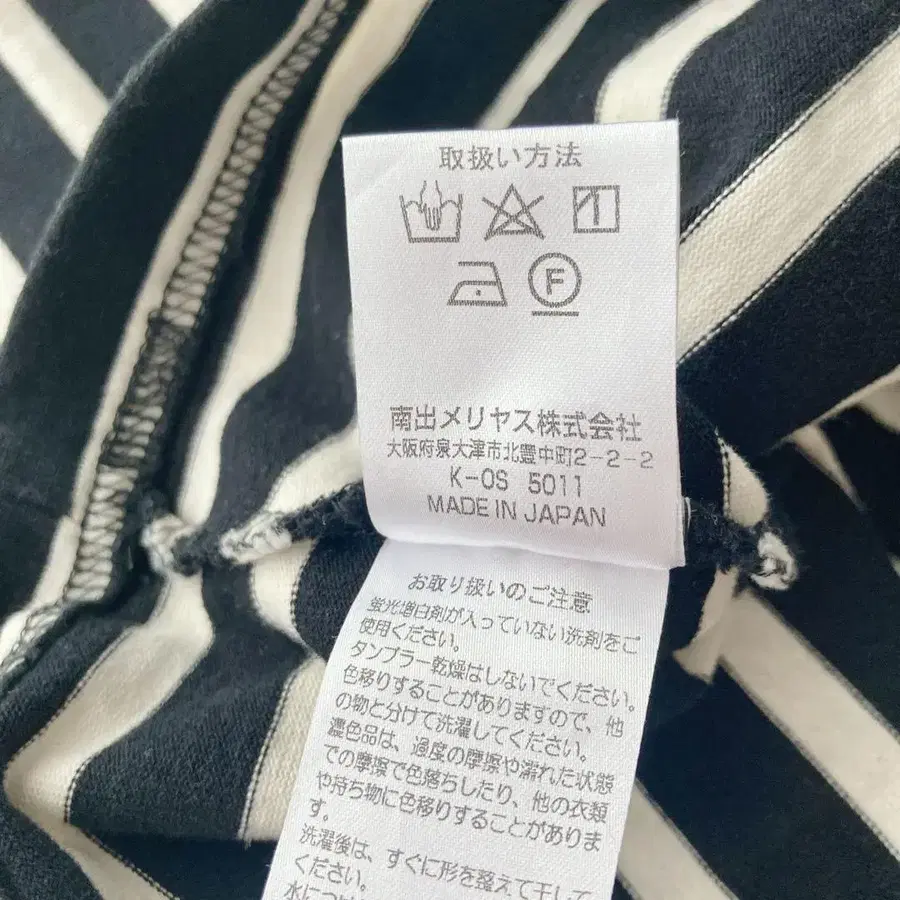 取扱い方法
F
南出メリヤス株式会社
大阪府泉大津市北豊中町2-2-2
K-OS 5011
MADE IN JAPAN
お取り扱いのご注意
蛍光増白剤が入っていない洗剤をご
使用ください。
タンブラー乾燥はしないでください。
色移りすることがありますので、他
の物と分けて洗濯してください。
濃色品は、過度の摩擦や濡れた状態
での摩擦で色落ちしたり、他の衣類
や持ち物に色移りすることがありま
す。
洗濯後は、すぐに形を整えて干して
ください。
水につけ